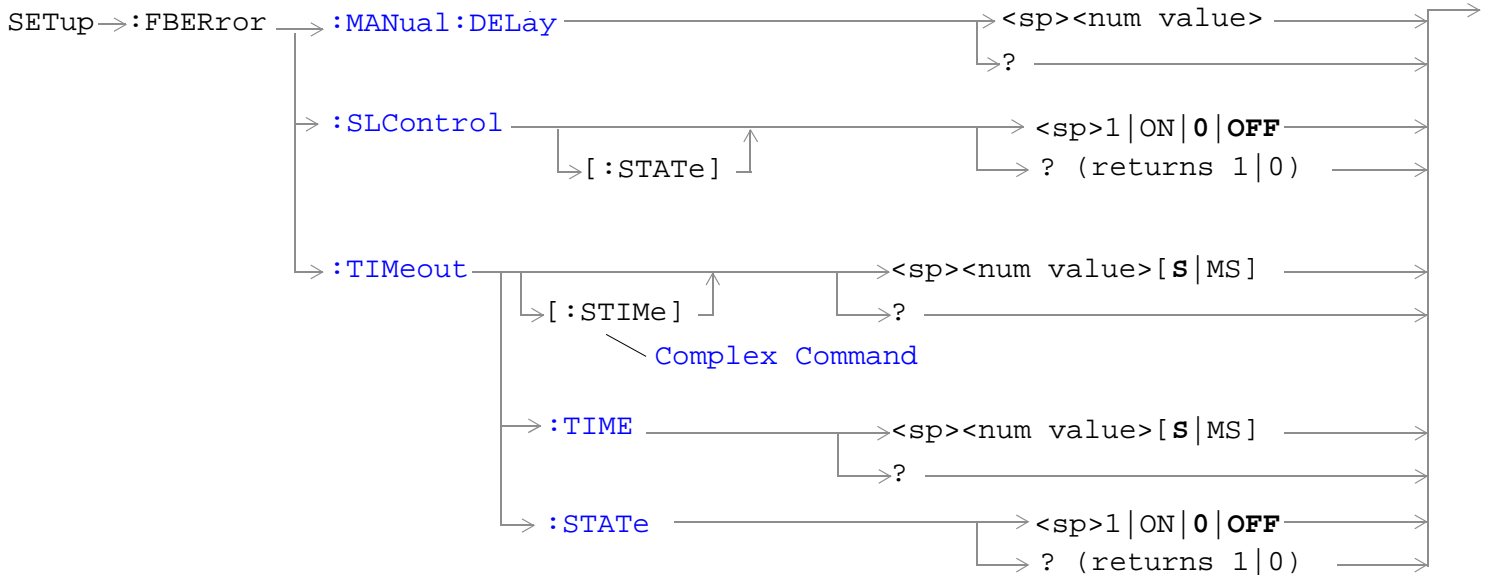 SETup :FBERror :MANual:DELay <sp><num value>
?
:SLControl <sp>1|ON|0|OFF
[:STATe] ? (returns 1|0)
:TIMeout <sp><num value>[S|MS]
[:STIMe] ?
Complex Command
:TIME <sp><num value>[S|MS]
?
:STATe <sp>1|ON|0|OFF
? (returns 1|0)